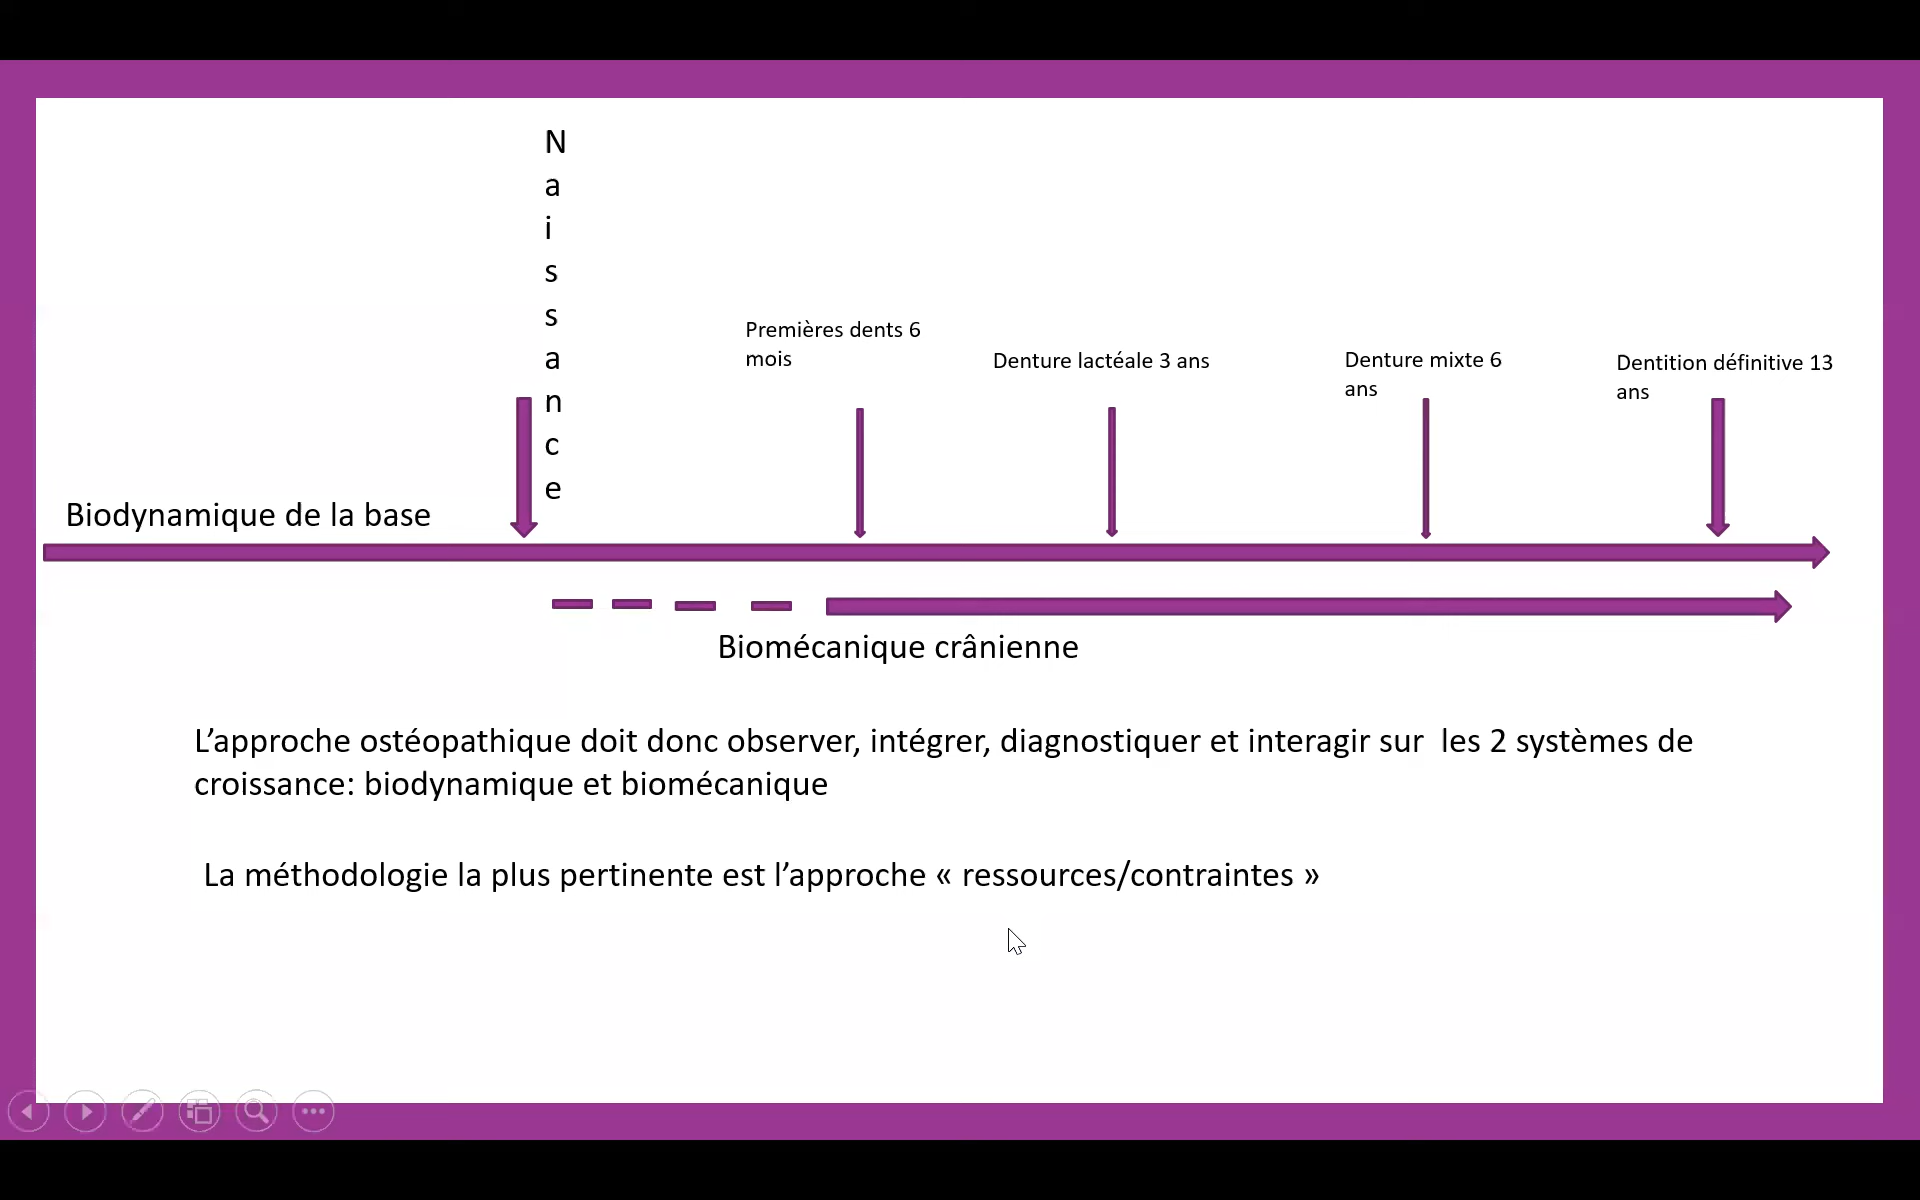 Naissance
Premières dents 6
mois
Denture lactéale 3 ans
Denture mixte 6
ans
Dentition définitive 13
ans
Biodynamique de la base
Biomécanique crânienne
L’approche ostéopathique doit donc observer, intégrer, diagnostiquer et interagir sur  les 2 systèmes de
croissance: biodynamique et biomécanique
La méthodologie la plus pertinente est l’approche « ressources/contraintes »